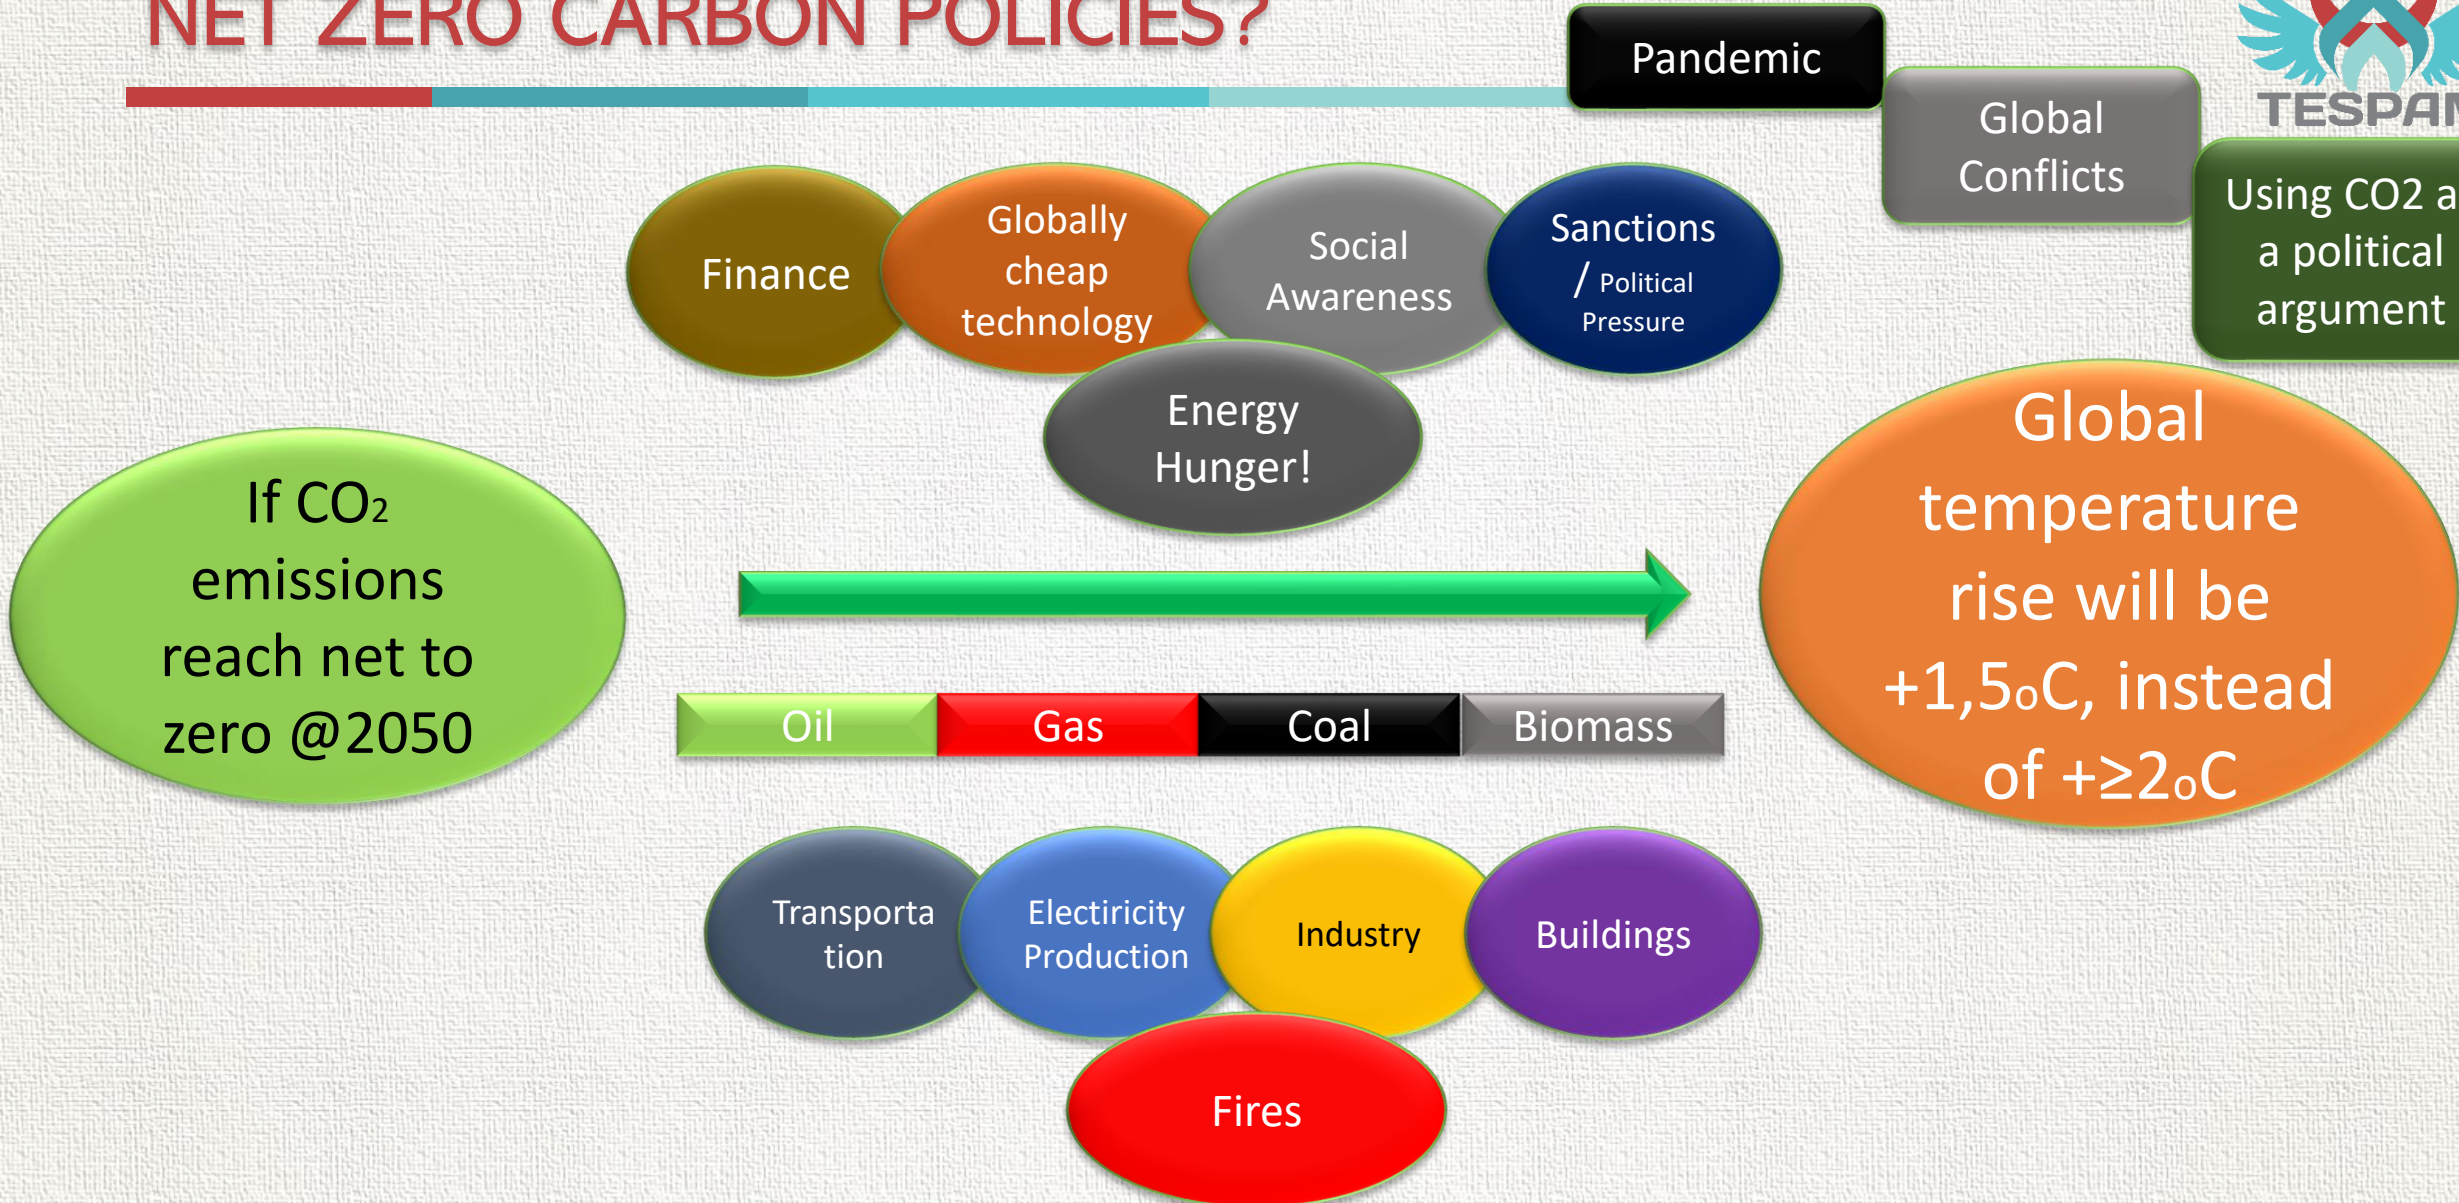 NET ZERO CARBON POLICIES?
Pandemic
Global
Conflicts
TESPAM
Using CO2 a
a political
argument
Finance
Globally
cheap
technology
Social
Awareness
Sanctions
/ Political
Pressure
Energy
Hunger!
If CO2
emissions
reach net to
zero @2050
Global
temperature
rise will be
+1,5oC, instead
of +≥2oC
Oil
Gas
Coal
Biomass
Transporta
tion
Electiricity
Production
Industry
Buildings
Fires